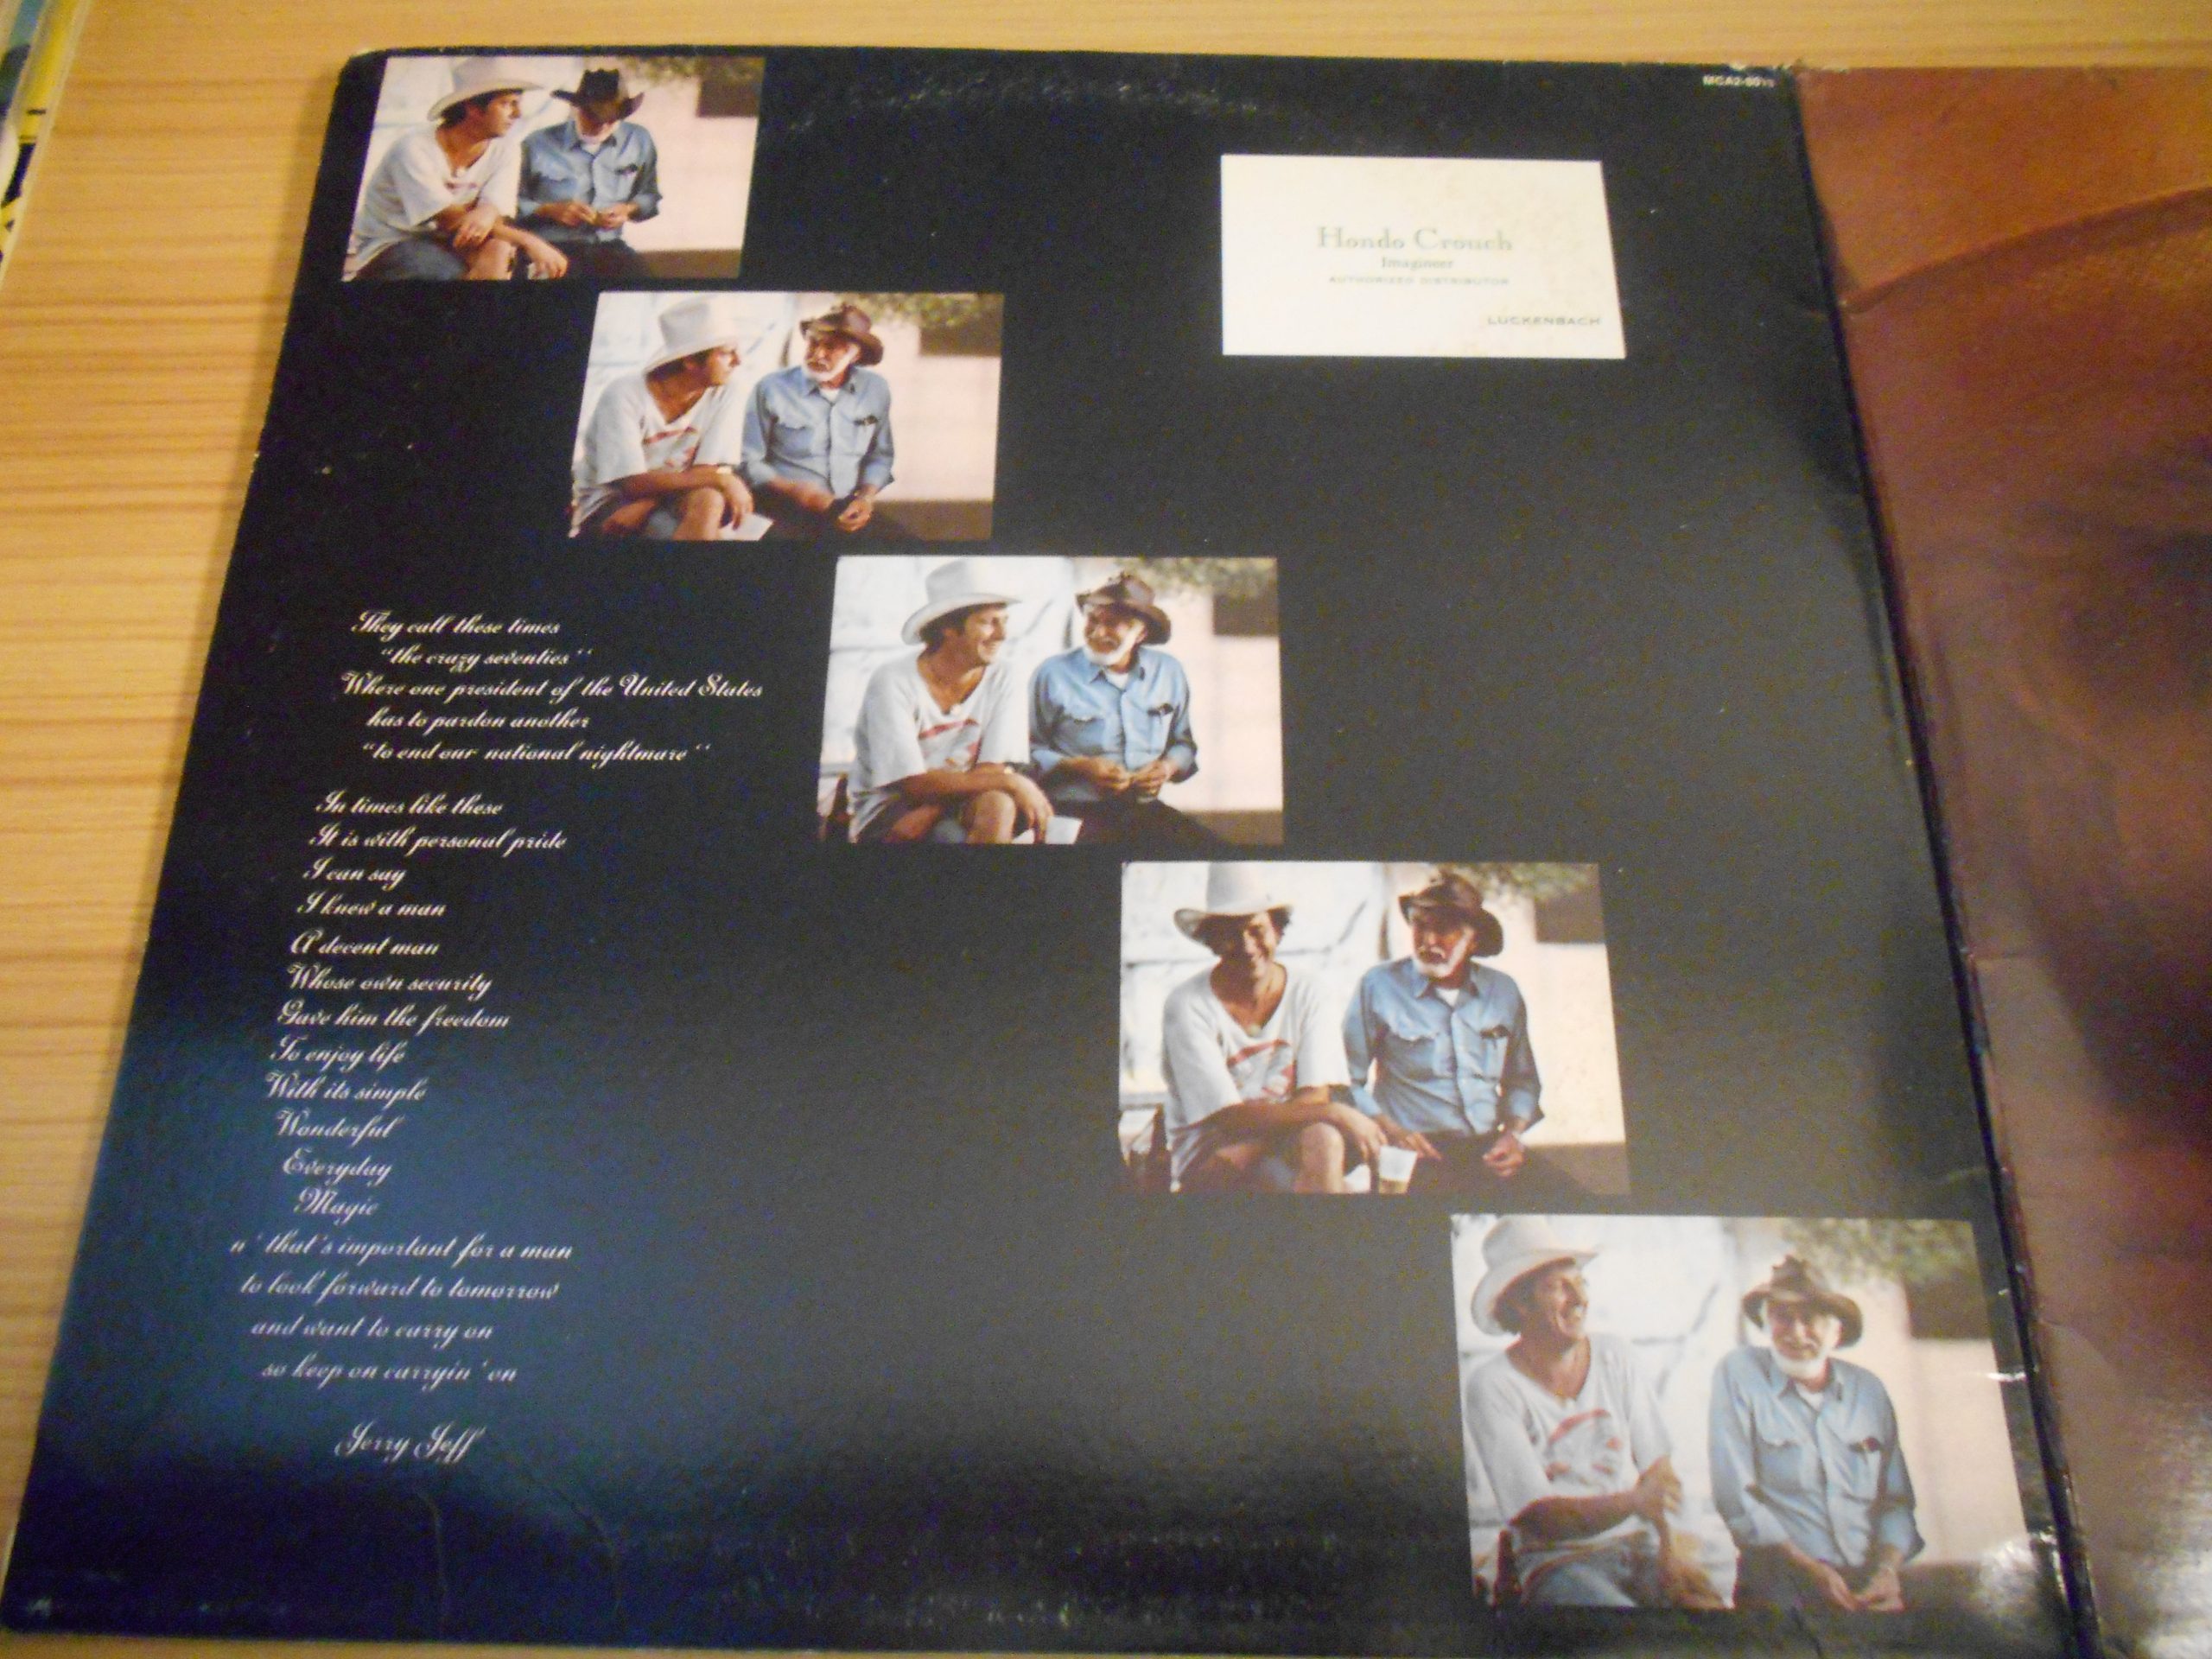 Hondo Crouch
Imagineer
AUTHORIZED DISTRIBUTOR
LUCKENBACH
They call these times
"the crazy seventies"
Where one president of the United States
has to pardon another
"to end our national nightmare"
In times like these
It is with personal pride
I can say
I knew a man
A decent man
Whose own security
Gave him the freedom
To enjoy life
With its simple
Wonderful
Everyday
Magic
n' that's important for a man
to look forward to tomorrow
and want to carry on
so keep on carryin' on
Jerry Jeff